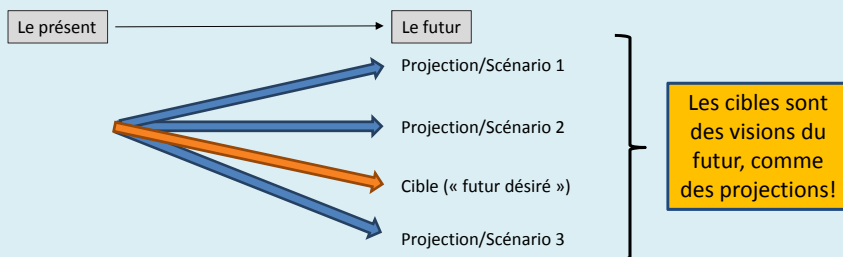 Le présent
Le futur
Projection/Scénario 1
Projection/Scénario 2
Cible (« futur désiré »)
Projection/Scénario 3
Les cibles sont
des visions du
futur, comme
des projections!